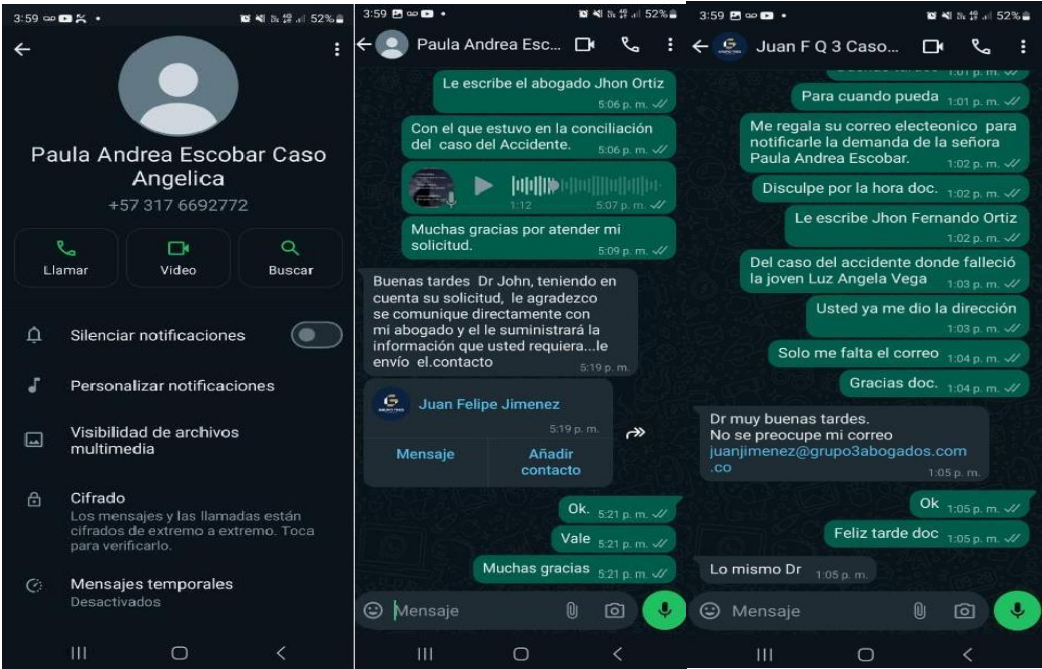 3:59
52%
Paula Andrea Escobar Caso
Angelica
+57 317 6692772
Llamar
Video
Buscar
Silenciar notificaciones
Personalizar notificaciones
Visibilidad de archivos
multimedia
Cifrado
Los mensajes y las llamadas están
cifrados de extremo a extremo. Toca
para verificarlo.
Mensajes temporales
Desactivados
3:59
52%
Paula Andrea Esc...
Le escribe el abogado Jhon Ortiz
5:06 p. m.
Con el que estuvo en la conciliación
del caso del Accidente.
5:06 p. m.
1:12
5:07 p. m.
Muchas gracias por atender mi
solicitud.
5:09 p. m.
Buenas tardes Dr John, teniendo en
cuenta su solicitud, le agradezco
se comunique directamente con
mi abogado y el le suministrará la
información que usted requiera...le
envío el.contacto
5:19 p. m.
Juan Felipe Jimenez
5:19 p. m.
Mensaje
Añadir
contacto
Ok. 5:21 p. m.
Vale 5:21 p. m.
Muchas gracias 5:21 p. m.
Mensaje
3:59
52%
Juan F Q 3 Caso...
1:01 p. m.
Para cuando pueda 1:01 p. m.
Me regala su correo electeonico para
notificarle la demanda de la señora
Paula Andrea Escobar.
1:02 p. m.
Disculpe por la hora doc. 1:02 p. m.
Le escribe Jhon Fernando Ortiz
1:02 p. m.
Del caso del accidente donde falleció
la joven Luz Angela Vega
1:03 p. m.
Usted ya me dio la dirección
1:03 p. m.
Solo me falta el correo 1:04 p. m.
Gracias doc. 1:04 p. m.
Dr muy buenas tardes.
No se preocupe mi correo
juanjimenez@grupo3abogados.com
.co
1:05 p. m.
Ok 1:05 p. m.
Feliz tarde doc 1:05 p. m.
Lo mismo Dr 1:05 p. m.
Mensaje